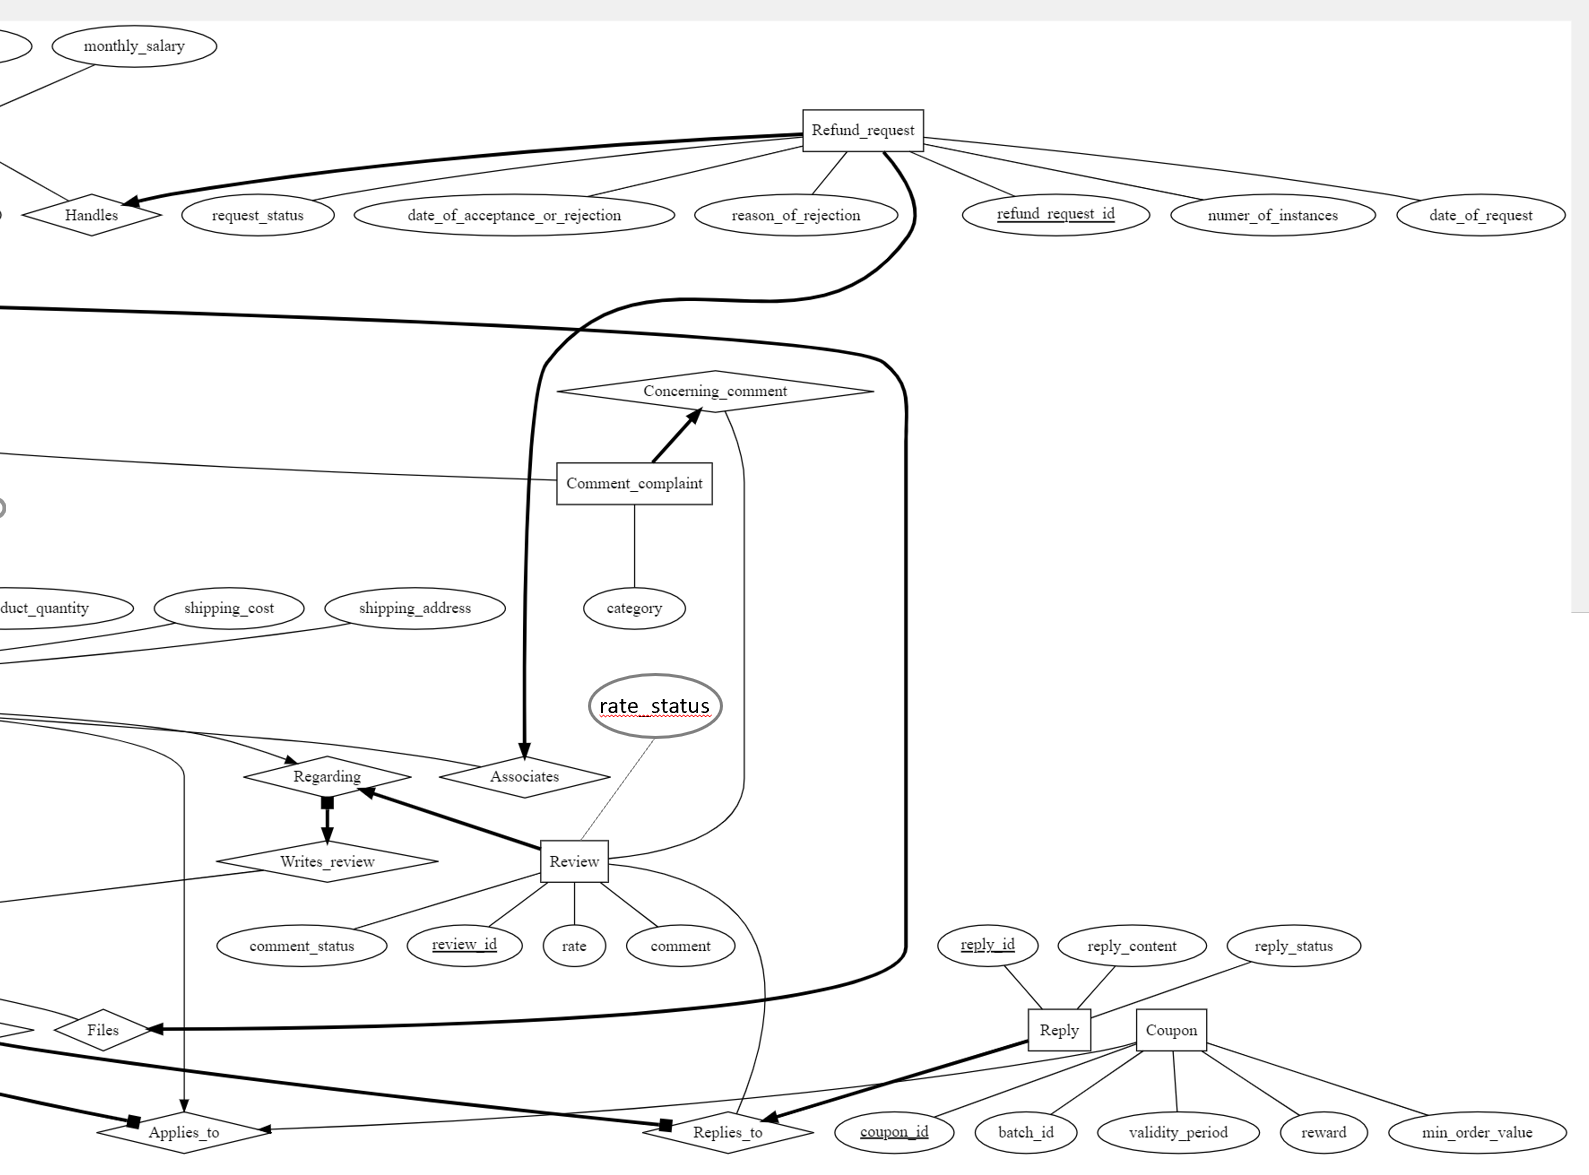 monthly_salary
Refund_request
Handles
request_status
date_of_acceptance_or_rejection
reason_of_rejection
refund_request_id
numer_of_instances
date_of_request
Concerning_comment
Comment_complaint
duct_quantity
shipping_cost
shipping_address
category
rate_status
Regarding
Associates
Writes_review
Review
comment_status
review_id
rate
comment
reply_id
reply_content
reply_status
Files
Reply
Coupon
Applies_to
Replies_to
coupon_id
batch_id
validity_period
reward
min_order_value